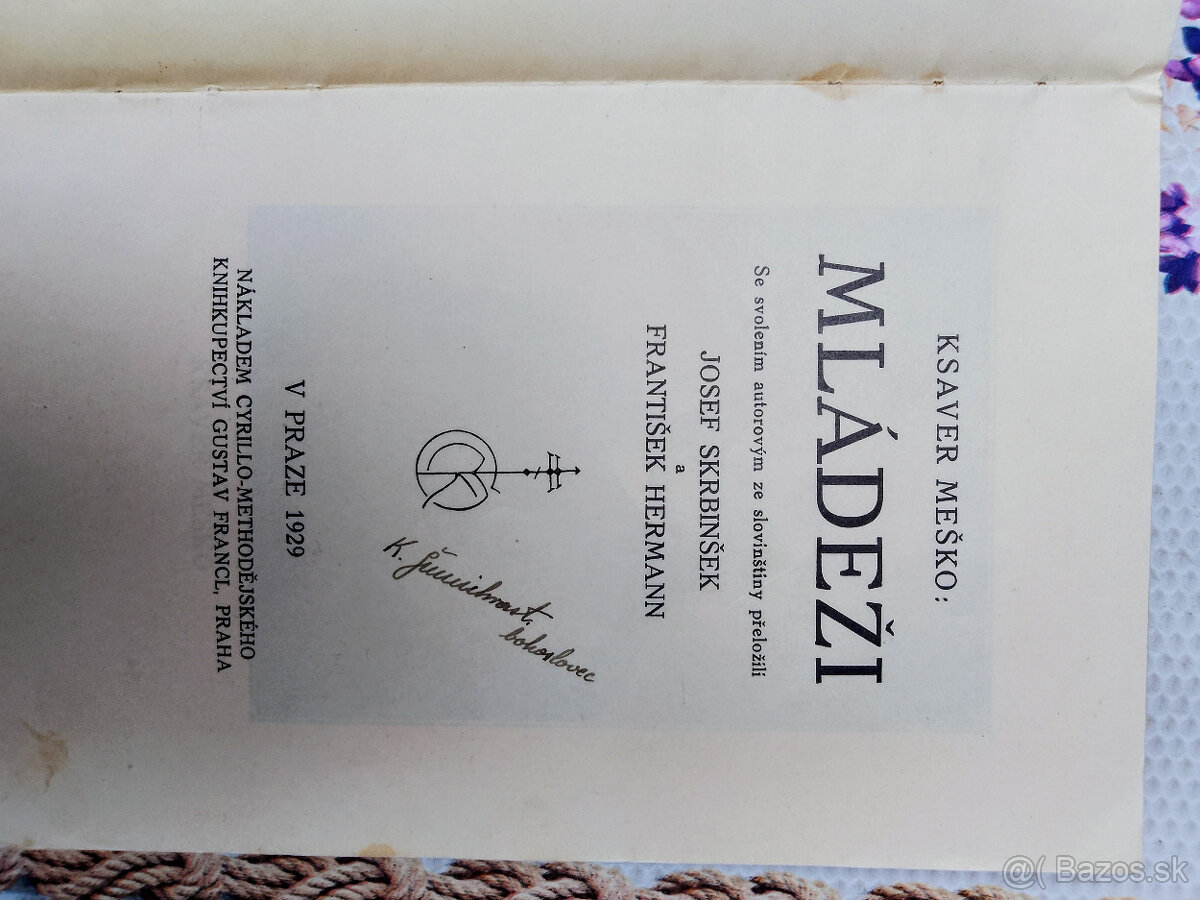 KSAVER MEŠKO:
MLÁDEŽI
Se svolením autorovým ze slovinštiny přeložili
JOSEF SKRBINŠEK
a
FRANTIŠEK HERMANN
K.
bohoslovec
V PRAZE 1929
NÁKLADEM CYRILLO-METHODĚJSKÉHO
KNIHKUPECTVÍ GUSTAV FRANCL, PRAHA
@( Bazos.sk